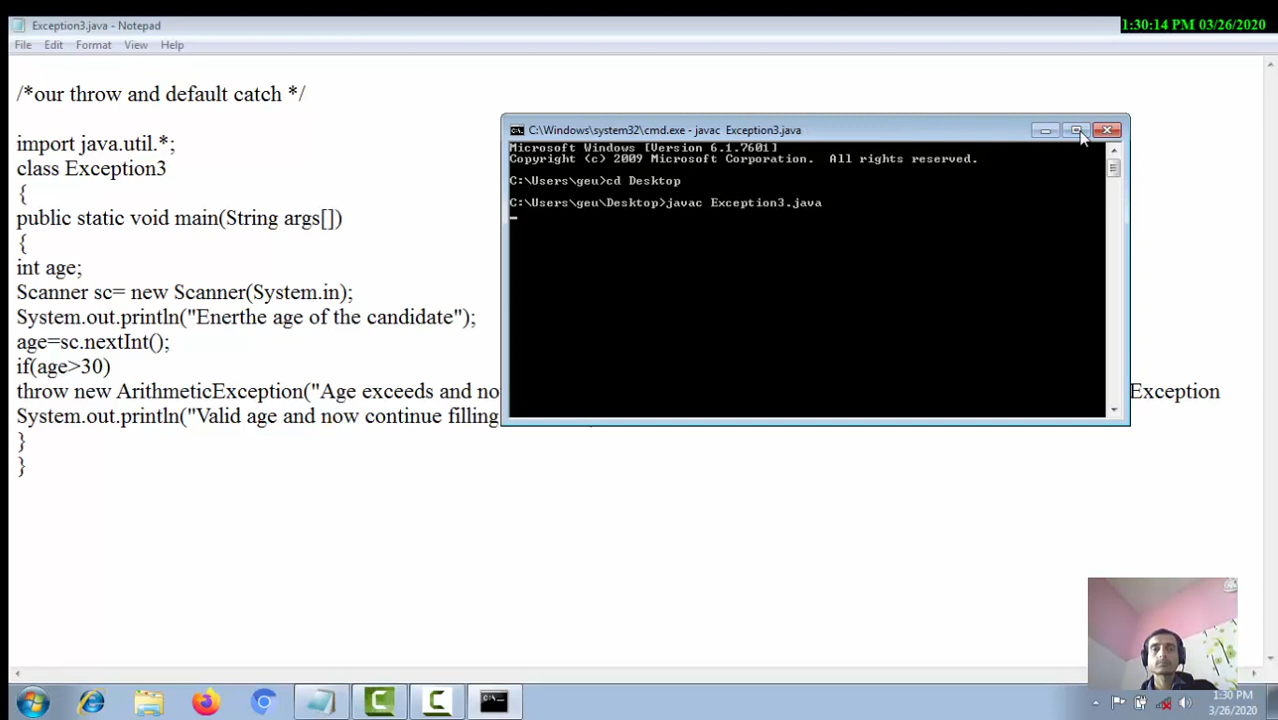 Exception3.java - Notepad
1:30:14 PM 03/26/2020
File Edit Format View Help
/*our throw and default catch */
import java.util.*;
class Exception3
{
public static void main(String args[])
{
int age;
Scanner sc= new Scanner(System.in);
System.out.println("Enerthe age of the candidate");
age=sc.nextInt();
if(age>30)
throw new ArithmeticException("Age exceeds and no
Exception
System.out.println("Valid age and now continue filling
}
}
C:\Windows\system32\cmd.exe - javac Exception3.java
Microsoft Windows [Version 6.1.7601]
Copyright (c) 2009 Microsoft Corporation. All rights reserved.
C:\Users\geu>cd Desktop
C:\Users\geu\Desktop>javac Exception3.java
1:30 PM
3/26/2020